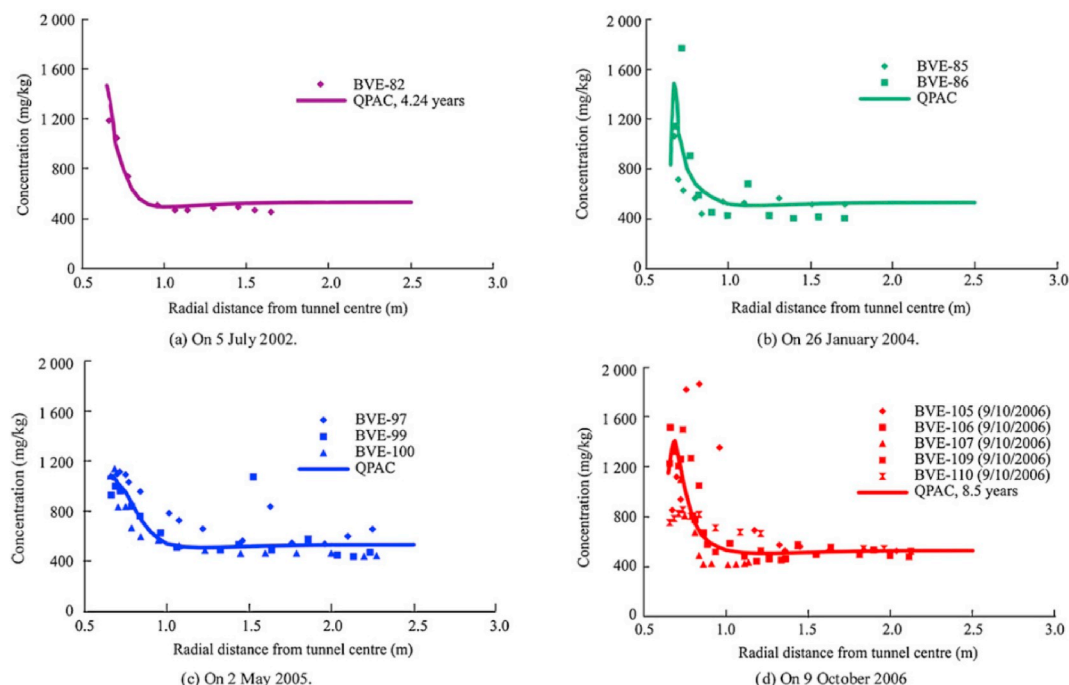 2 000
1 600
1 200
800
400
0
Concentration (mg/kg)
BVE-82
QPAC, 4.24 years
0.5 1.0 1.5 2.0 2.5 3.0
Radial distance from tunnel centre (m)
(a) On 5 July 2002.
2 000
1 600
1 200
800
400
0
Concentration (mg/kg)
BVE-85
BVE-86
QPAC
0.5 1.0 1.5 2.0 2.5 3.0
Radial distance from tunnel centre (m)
(b) On 26 January 2004.
2 000
1 600
1 200
800
400
0
Concentration (mg/kg)
BVE-97
BVE-99
BVE-100
QPAC
0.5 1.0 1.5 2.0 2.5 3.0
Radial distance from tunnel centre (m)
(c) On 2 May 2005.
2 000
1 600
1 200
800
400
0
Concentration (mg/kg)
BVE-105 (9/10/2006)
BVE-106 (9/10/2006)
BVE-107 (9/10/2006)
BVE-109 (9/10/2006)
BVE-110 (9/10/2006)
QPAC, 8.5 years
0.5 1.0 1.5 2.0 2.5 3.0
Radial distance from tunnel centre (m)
(d) On 9 October 2006